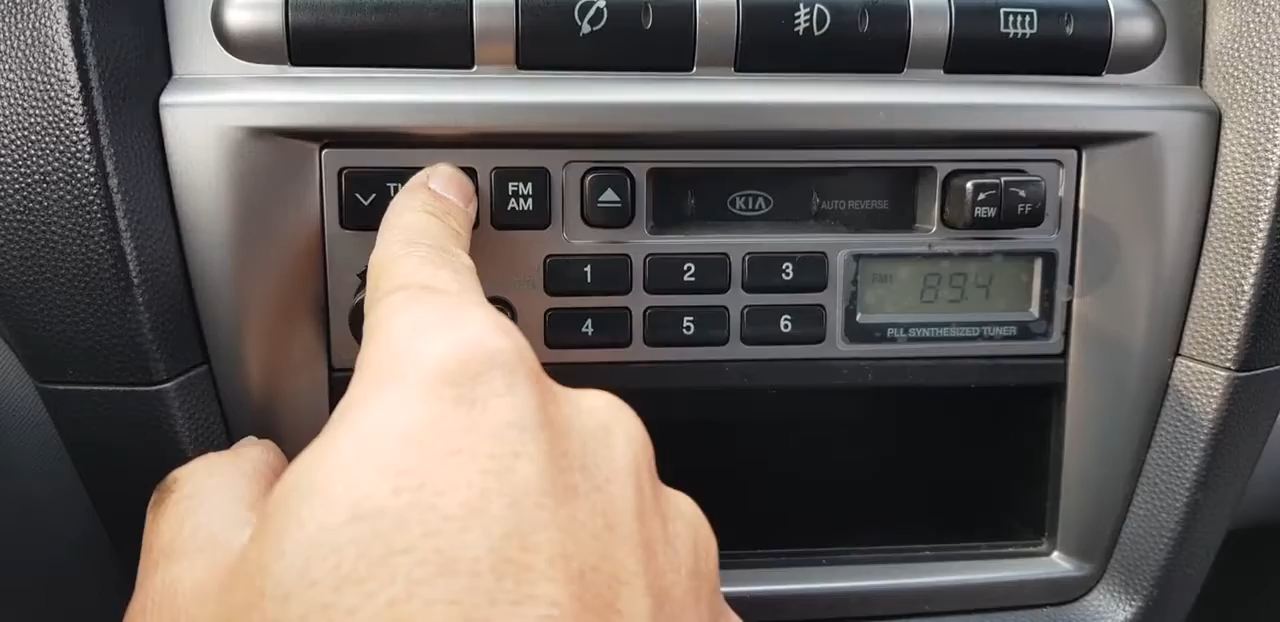 FM
AM
KIA
AUTO REVERSE
REW
FF
1
2
3
FM1
89.4
4
5
6
PLL SYNTHESIZED TUNER